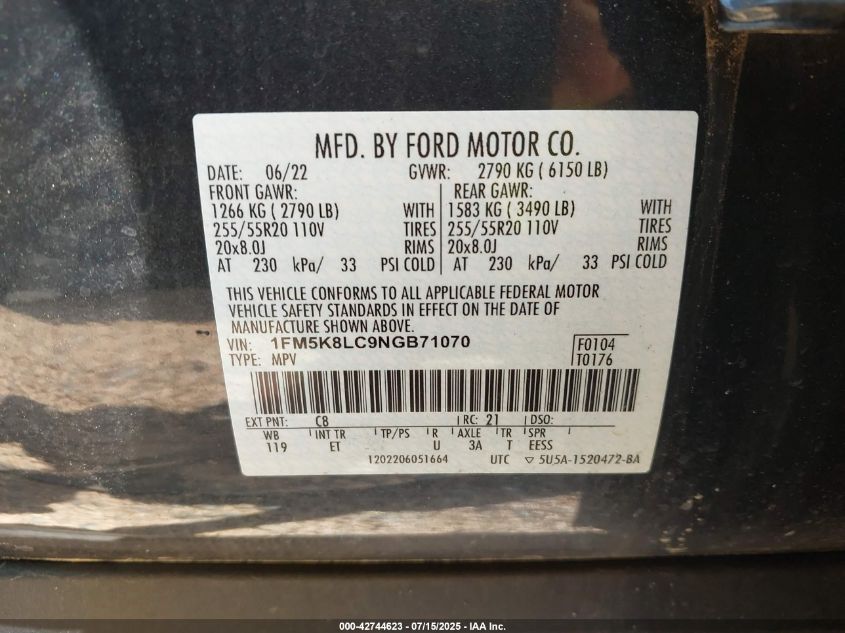 MFD. BY FORD MOTOR CO.
DATE: 06/22 GVWR: 2790 KG ( 6150 LB)
FRONT GAWR: REAR GAWR:
1266 KG ( 2790 LB) WITH 1583 KG ( 3490 LB) WITH
255/55R20 110V TIRES 255/55R20 110V TIRES
20x8.0J RIMS 20x8.0J RIMS
AT 230 kPa/ 33 PSI COLD AT 230 kPa/ 33 PSI COLD
THIS VEHICLE CONFORMS TO ALL APPLICABLE FEDERAL MOTOR
VEHICLE SAFETY STANDARDS IN EFFECT ON THE DATE OF
MANUFACTURE SHOWN ABOVE.
VIN: 1FM5K8LC9NGB71070 F0104
TYPE: MPV T0176
EXT PNT: C8 RC: 21 DSO:
WB INT TR TP/PS R AXLE TR SPR
119 ET U 3A T EESS
1202206051664 UTC ▽ 5U5A-1520472-BA
000-42744623 - 07/15/2025 - IAA Inc.